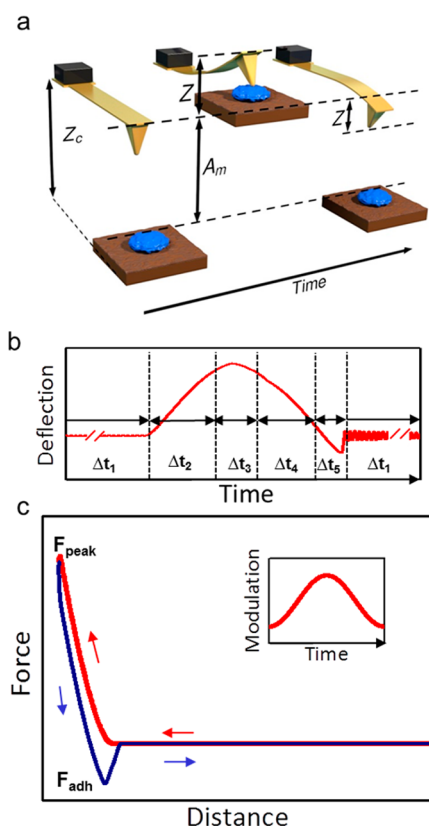 a
Z
Z
Zc
Am
Time
b
Deflection
Δt1 Δt2 Δt3 Δt4 Δt5 Δt1
Time
c
Fpeak
Modulation
Time
Force
Fadh
Distance